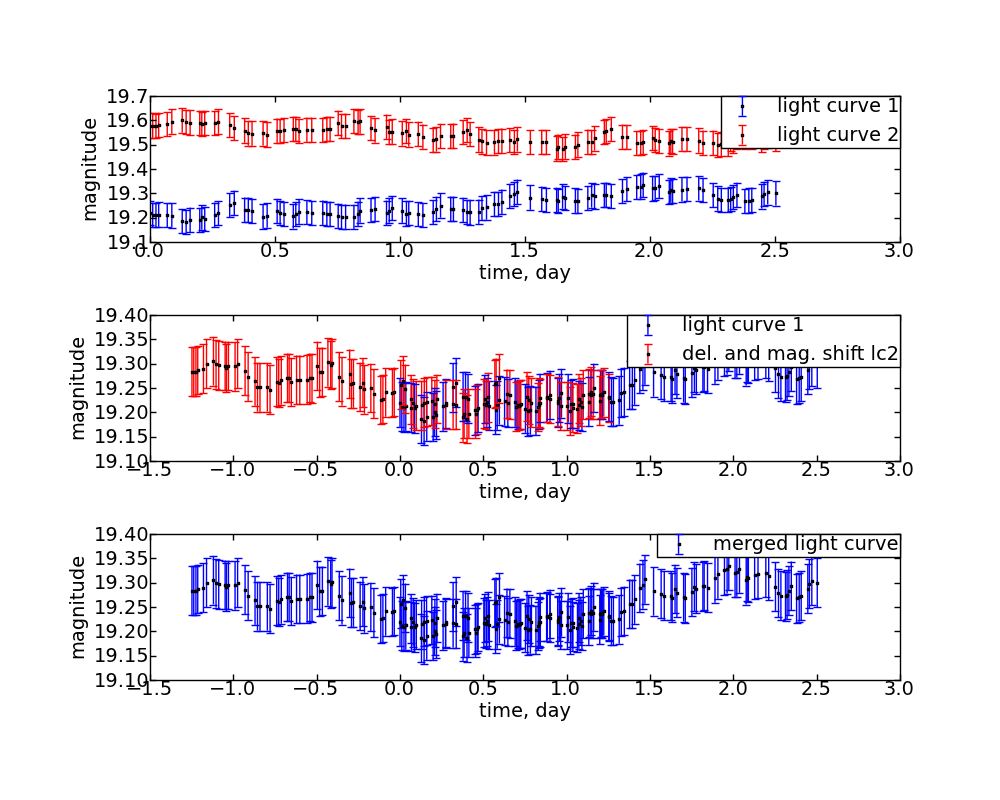 19.7
19.6
19.5
19.4
19.3
19.2
19.1
magnitude
light curve 1
light curve 2
0.0 0.5 1.0 1.5 2.0 2.5 3.0
time, day
19.40
19.35
19.30
19.25
19.20
19.15
19.10
magnitude
light curve 1
del. and mag. shift lc2
−1.5 −1.0 −0.5 0.0 0.5 1.0 1.5 2.0 2.5 3.0
time, day
19.40
19.35
19.30
19.25
19.20
19.15
19.10
magnitude
merged light curve
−1.5 −1.0 −0.5 0.0 0.5 1.0 1.5 2.0 2.5 3.0
time, day